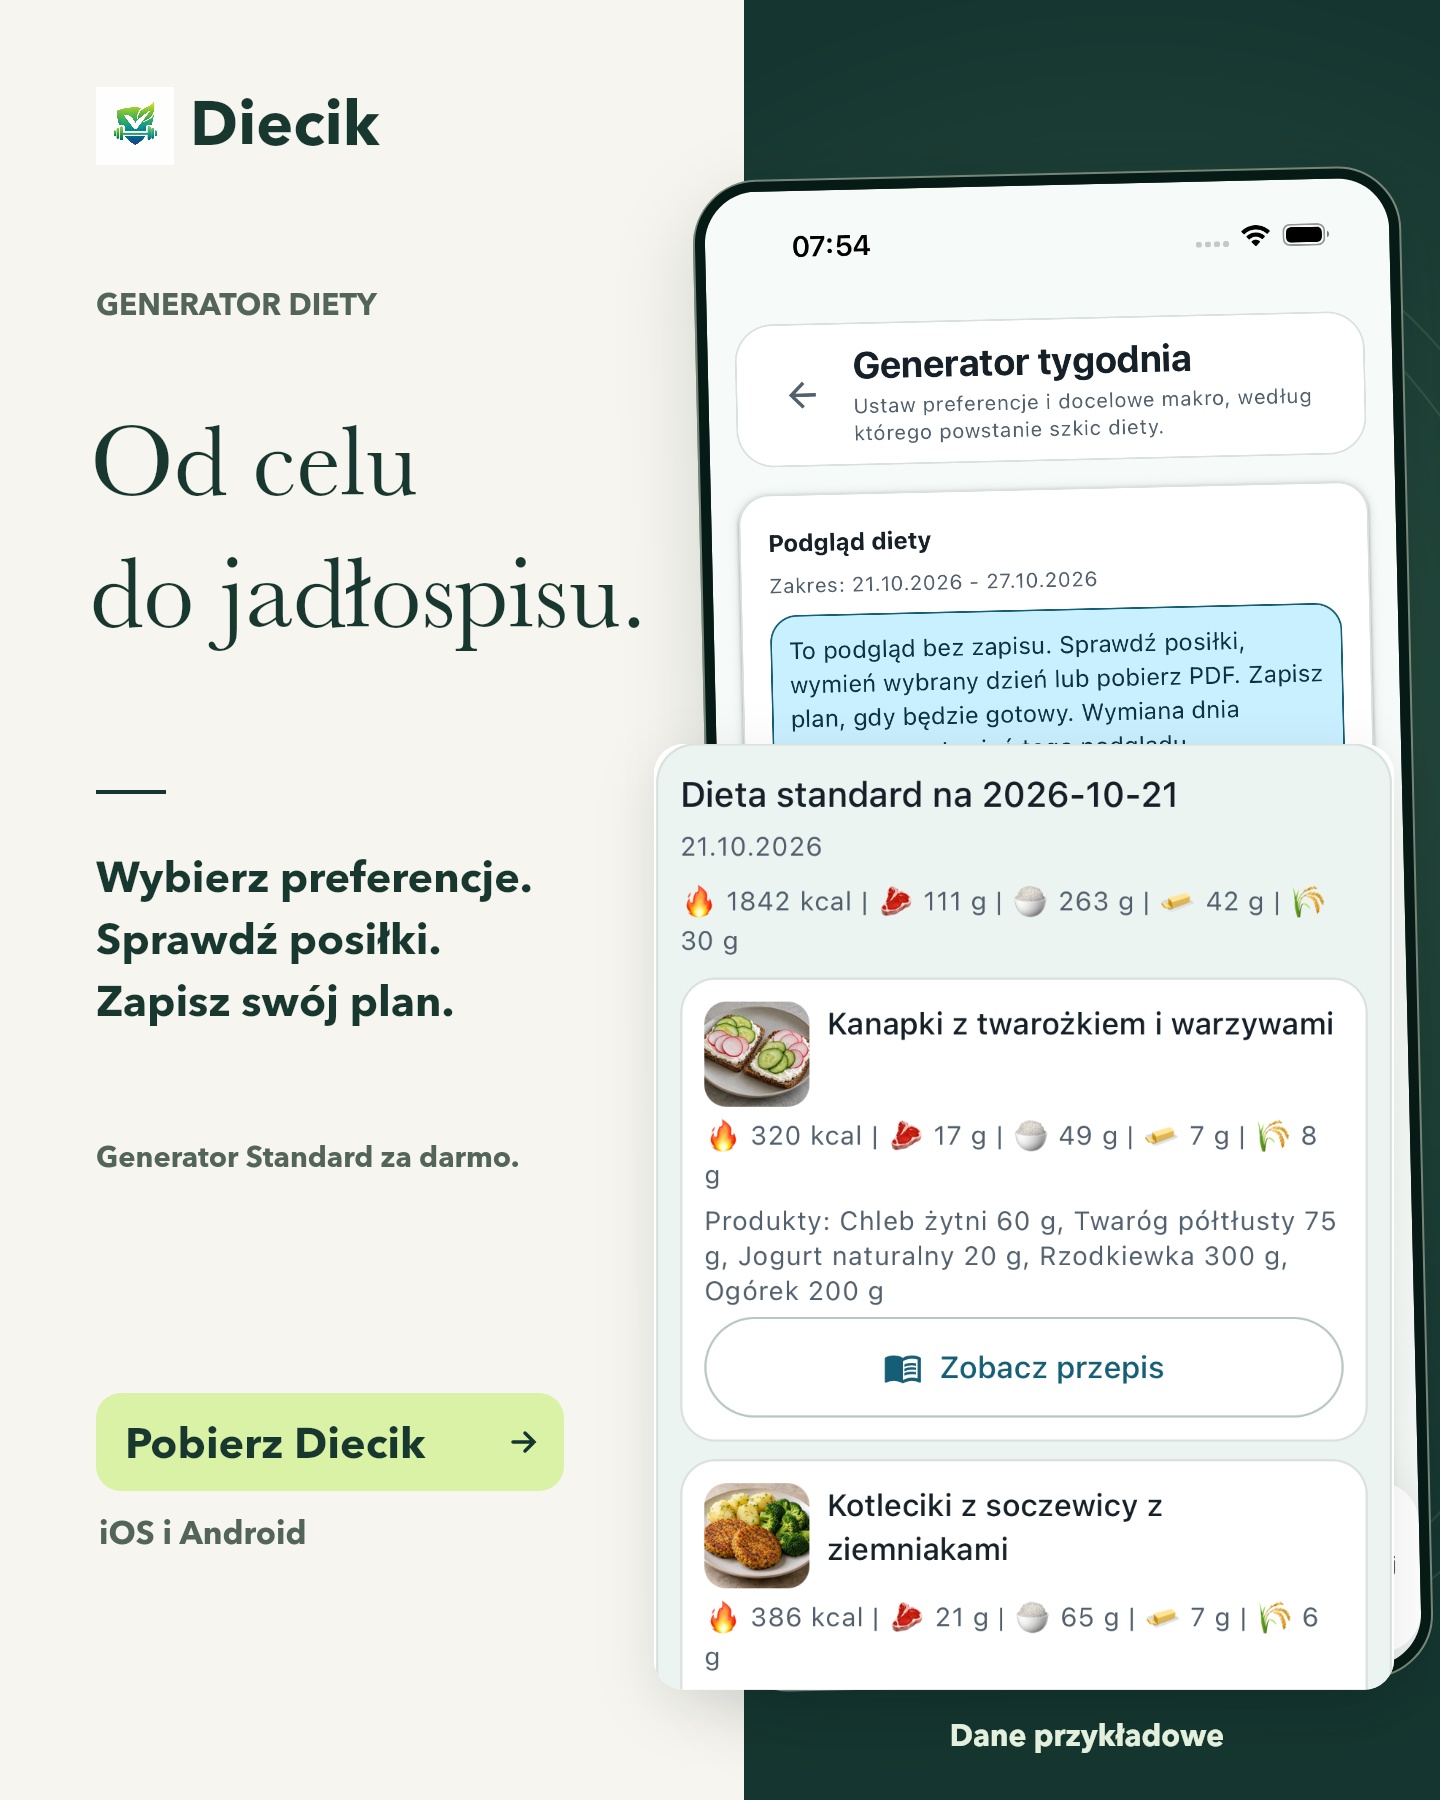 Diecik
GENERATOR DIETY
Od celu
do jadłospisu.
Wybierz preferencje.
Sprawdź posiłki.
Zapisz swój plan.
Generator Standard za darmo.
Pobierz Diecik →
iOS i Android
07:54
Generator tygodnia
Ustaw preferencje i docelowe makro, według
którego powstanie szkic diety.
Podgląd diety
Zakres: 21.10.2026 - 27.10.2026
To podgląd bez zapisu. Sprawdź posiłki,
wymień wybrany dzień lub pobierz PDF. Zapisz
plan, gdy będzie gotowy. Wymiana dnia
tego podglądu
Dieta standard na 2026-10-21
21.10.2026
🔥 1842 kcal | 🥩 111 g | 🍚 263 g | 🧈 42 g | 🌾
30 g
Kanapki z twarożkiem i warzywami
🔥 320 kcal | 🥩 17 g | 🍚 49 g | 🧈 7 g | 🌾 8
g
Produkty: Chleb żytni 60 g, Twaróg półtłusty 75
g, Jogurt naturalny 20 g, Rzodkiewka 300 g,
Ogórek 200 g
Zobacz przepis
Kotleciki z soczewicy z
ziemniakami
🔥 386 kcal | 🥩 21 g | 🍚 65 g | 🧈 7 g | 🌾 6
g
Dane przykładowe